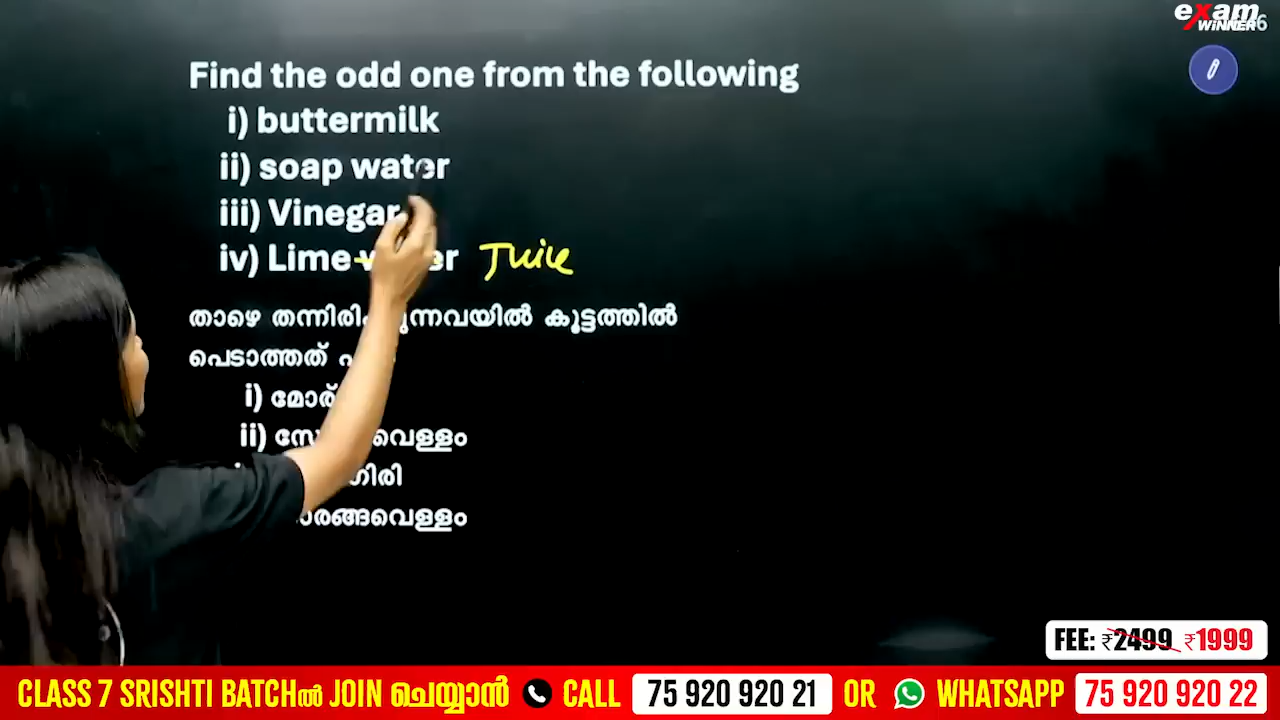 exam
WiNNER
6
Find the odd one from the following
i) buttermilk
ii) soap water
iii) Vinegar
iv) Lime Juice
താഴെ തന്നിരിക്കുന്നവയിൽ കൂട്ടത്തിൽ
പെടാത്തത്
i) മോര്
ii) വെള്ളം
FEE: ₹2499 ₹1999
CLASS 7 SRISHTI BATCHൽ JOIN ചെയ്യാൻ CALL 75 920 920 21 OR WHATSAPP 75 920 920 22